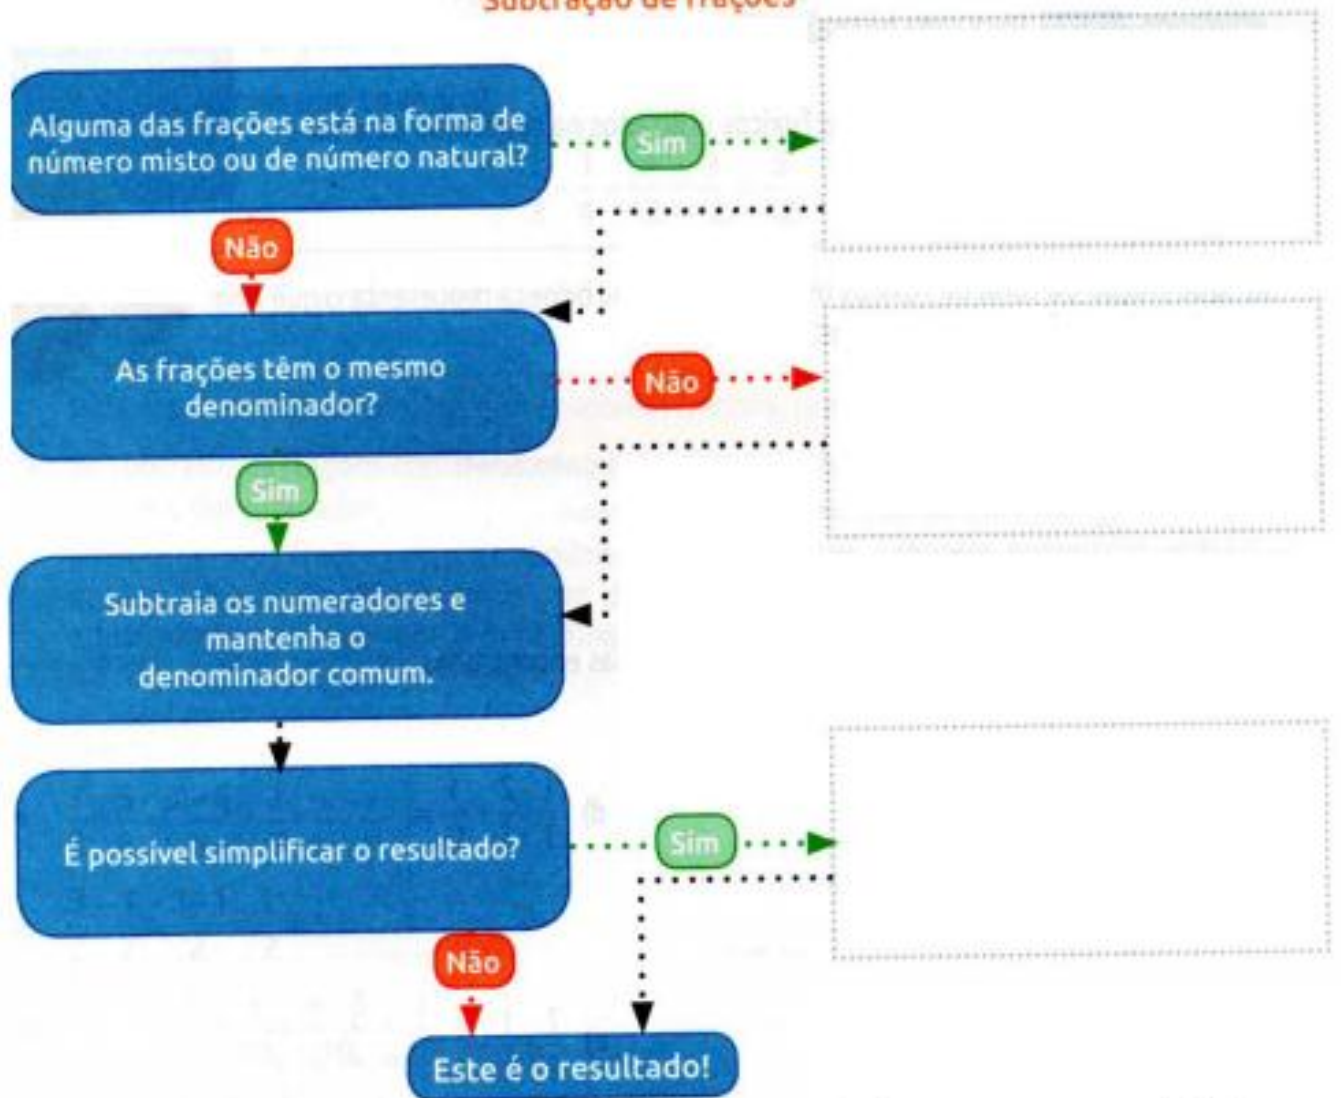 Subtração de frações
Alguma das frações está na forma de
número misto ou de número natural?
Sim
Não
As frações têm o mesmo
denominador?
Não
Sim
Subtraia os numeradores e
mantenha o
denominador comum.
É possível simplificar o resultado?
Sim
Não
Este é o resultado!